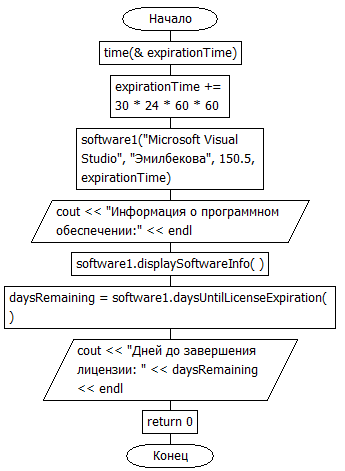 Начало
time(& expirationTime)
expirationTime +=
30 * 24 * 60 * 60
software1("Microsoft Visual
Studio", "Эмилбекова", 150.5,
expirationTime)
cout << "Информация о программном
обеспечении:" << endl
software1.displaySoftwareInfo( )
daysRemaining = software1.daysUntilLicenseExpiration(
)
cout << "Дней до завершения
лицензии: " << daysRemaining
<< endl
return 0
Конец